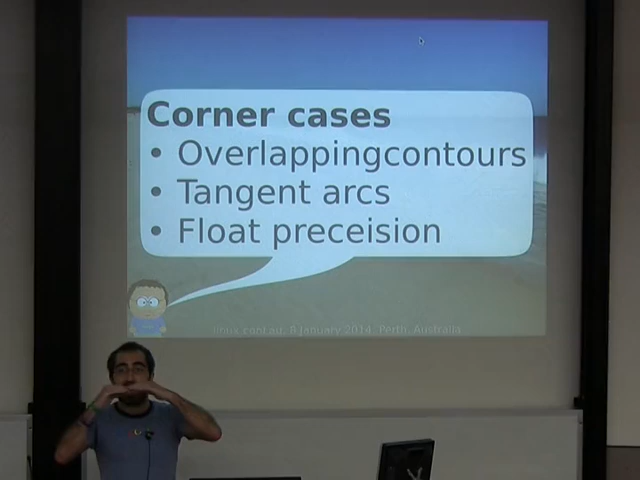 Corner cases
• Overlappingcontours
• Tangent arcs
• Float preceision
linux.conf.au, 9 January 2014, Perth, Australia